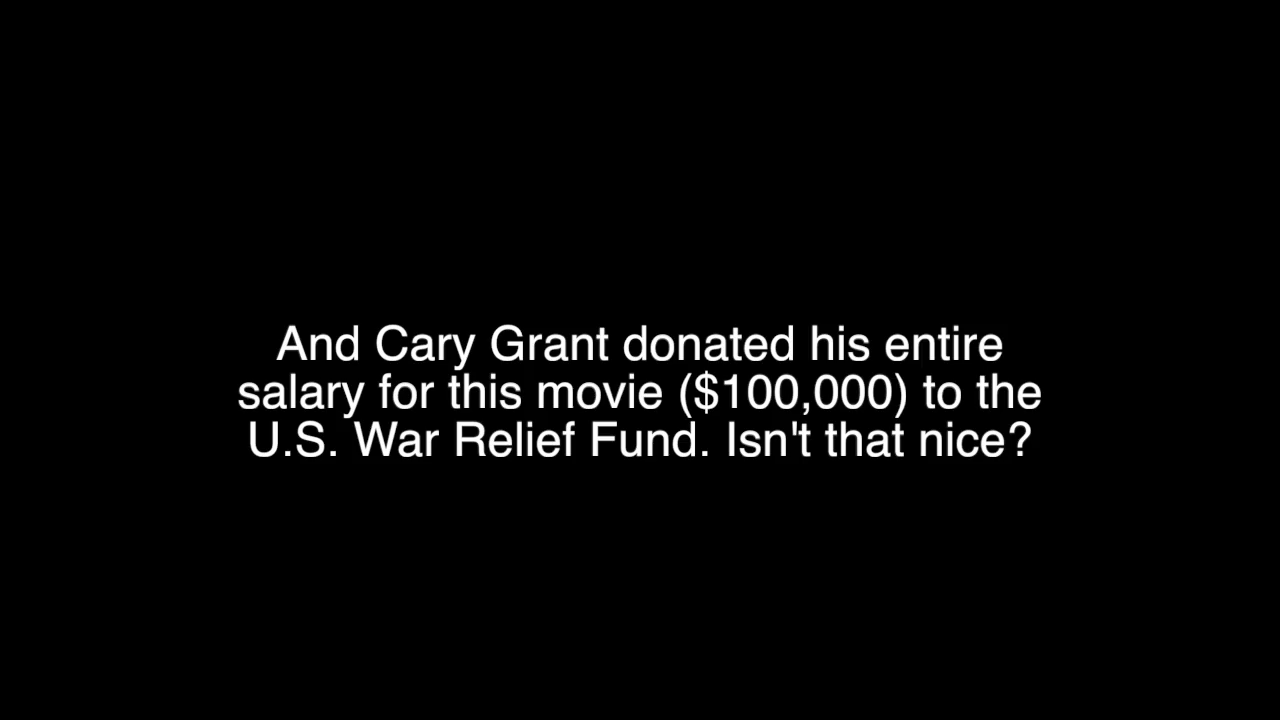 And Cary Grant donated his entire
salary for this movie ($100,000) to the
U.S. War Relief Fund. Isn't that nice?